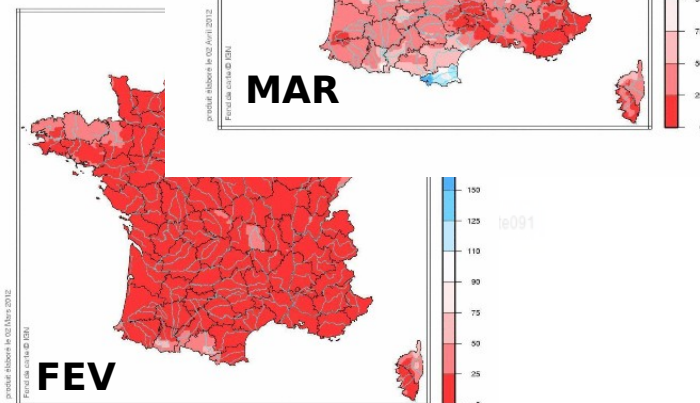 produit élaboré le 02 Avril 2012
Fond de carte © IGN
MAR
150
125
110
90
75
50
25
produit élaboré le 02 Mars 2012
Fond de carte © IGN
FEV